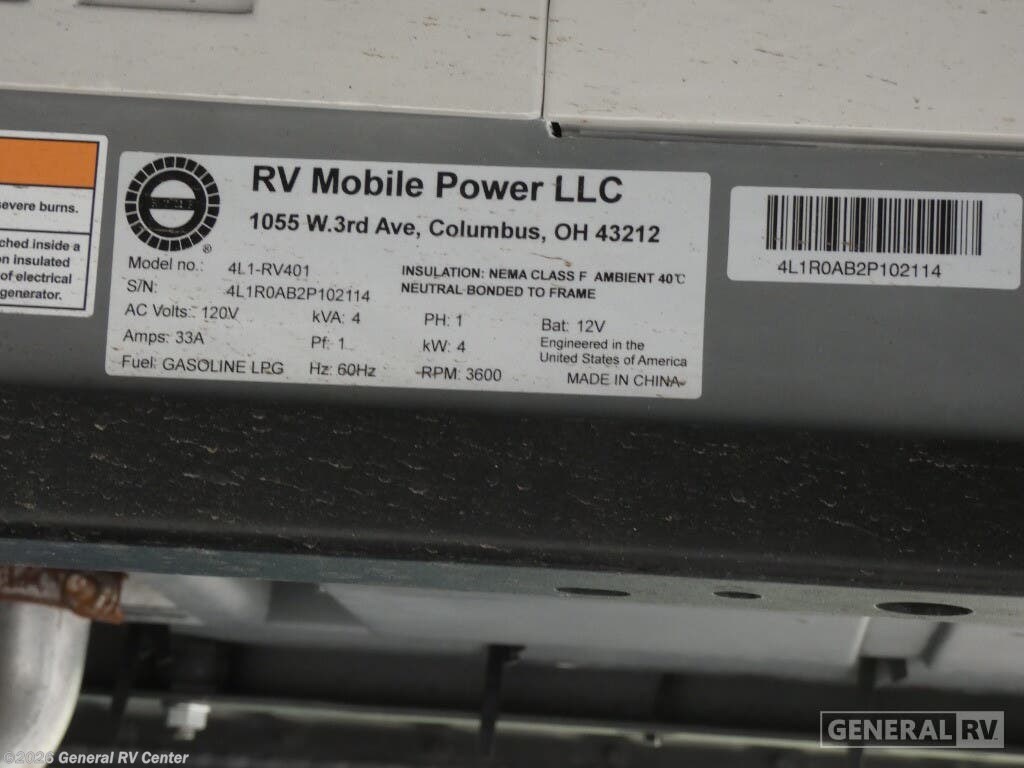 severe burns.
ched inside a
on insulated
of electrical
generator.
RV Mobile Power LLC
1055 W.3rd Ave, Columbus, OH 43212
®
Model no.: 4L1-RV401
INSULATION: NEMA CLASS F AMBIENT 40℃
S/N: 4L1R0AB2P102114
NEUTRAL BONDED TO FRAME
AC Volts: 120V kVA: 4 PH: 1 Bat: 12V
Amps: 33A Pf: 1 kW: 4
Engineered in the
United States of America
Fuel: GASOLINE LPG Hz: 60Hz RPM: 3600 MADE IN CHINA
4L1R0AB2P102114
GENERAL RV
©2026 General RV Center